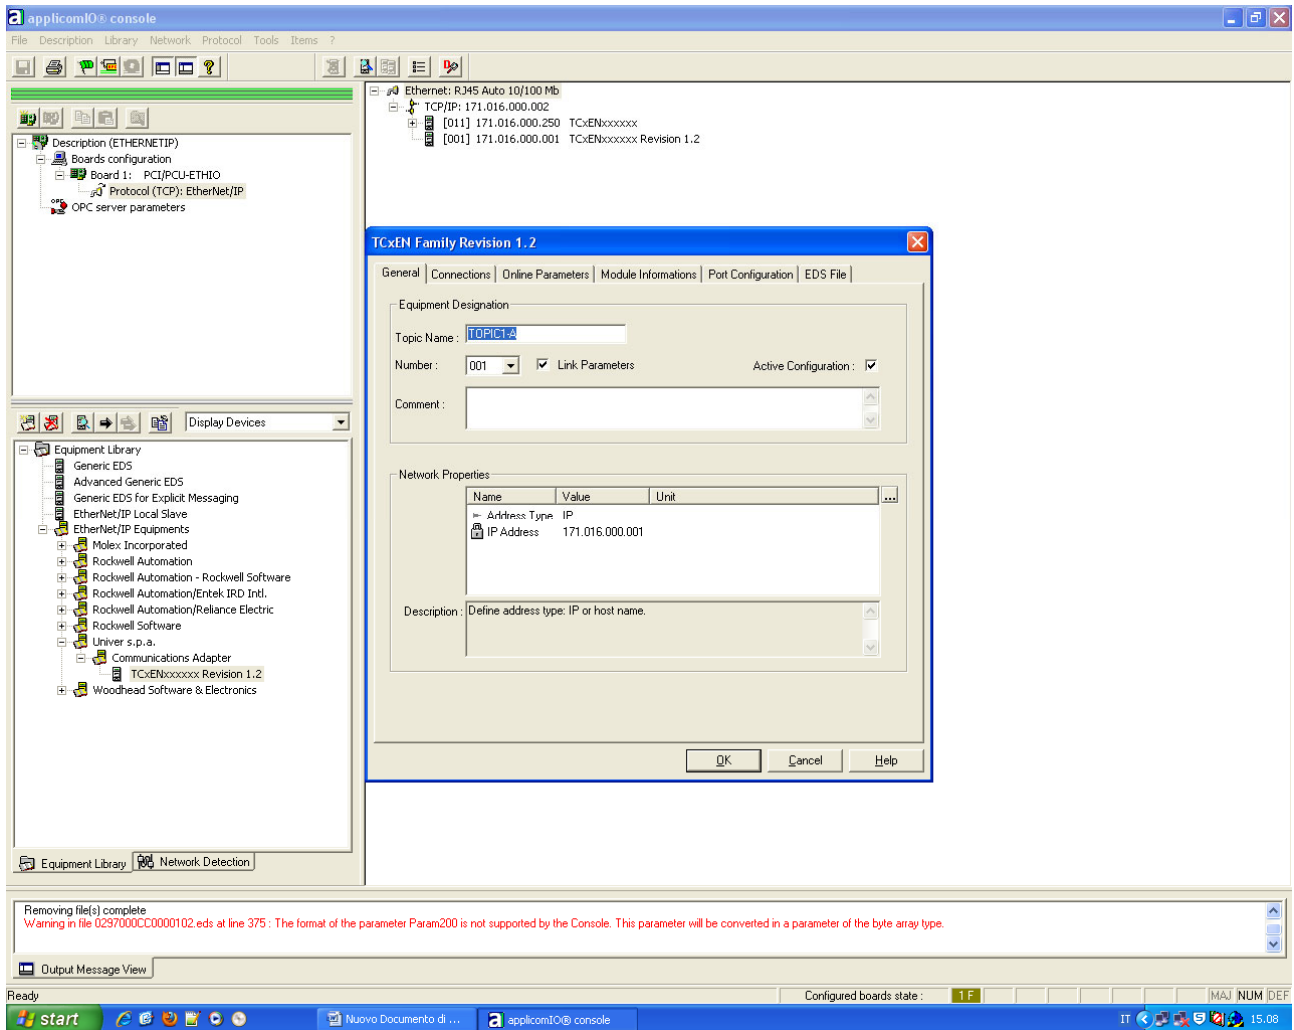 applicomIO® console
File Description Library Network Protocol Tools Items ?
Description (ETHERNETIP)
Boards configuration
Board 1: PCI/PCU-ETHIO
Protocol (TCP): EtherNet/IP
OPC server parameters
Display Devices
Equipment Library
Generic EDS
Advanced Generic EDS
Generic EDS for Explicit Messaging
EtherNet/IP Local Slave
EtherNet/IP Equipments
Molex Incorporated
Rockwell Automation
Rockwell Automation - Rockwell Software
Rockwell Automation/Entek IRD Intl.
Rockwell Automation/Reliance Electric
Rockwell Software
Univer s.p.a.
Communications Adapter
TCxENxxxxxx Revision 1.2
Woodhead Software & Electronics
Equipment Library Network Detection
Ethernet: RJ45 Auto 10/100 Mb
TCP/IP: 171.016.000.002
[011] 171.016.000.250 TCxENxxxxxx
[001] 171.016.000.001 TCxENxxxxxx Revision 1.2
TCxEN Family Revision 1.2
General Connections Online Parameters Module Informations Port Configuration EDS File
Equipment Designation
Topic Name : TOPIC1-A
Number : 001 Link Parameters Active Configuration :
Comment :
Network Properties
Name Value Unit
...
Address Type IP
IP Address 171.016.000.001
Description : Define address type: IP or host name.
OK Cancel Help
Removing file(s) complete
Warning in file 0297000CC0000102.eds at line 375 : The format of the parameter Param200 is not supported by the Console. This parameter will be converted in a parameter of the byte array type.
Output Message View
Ready Configured boards state : 1 F MAJ NUM DEF
start Nuovo Documento di ... applicomIO® console IT 15.08